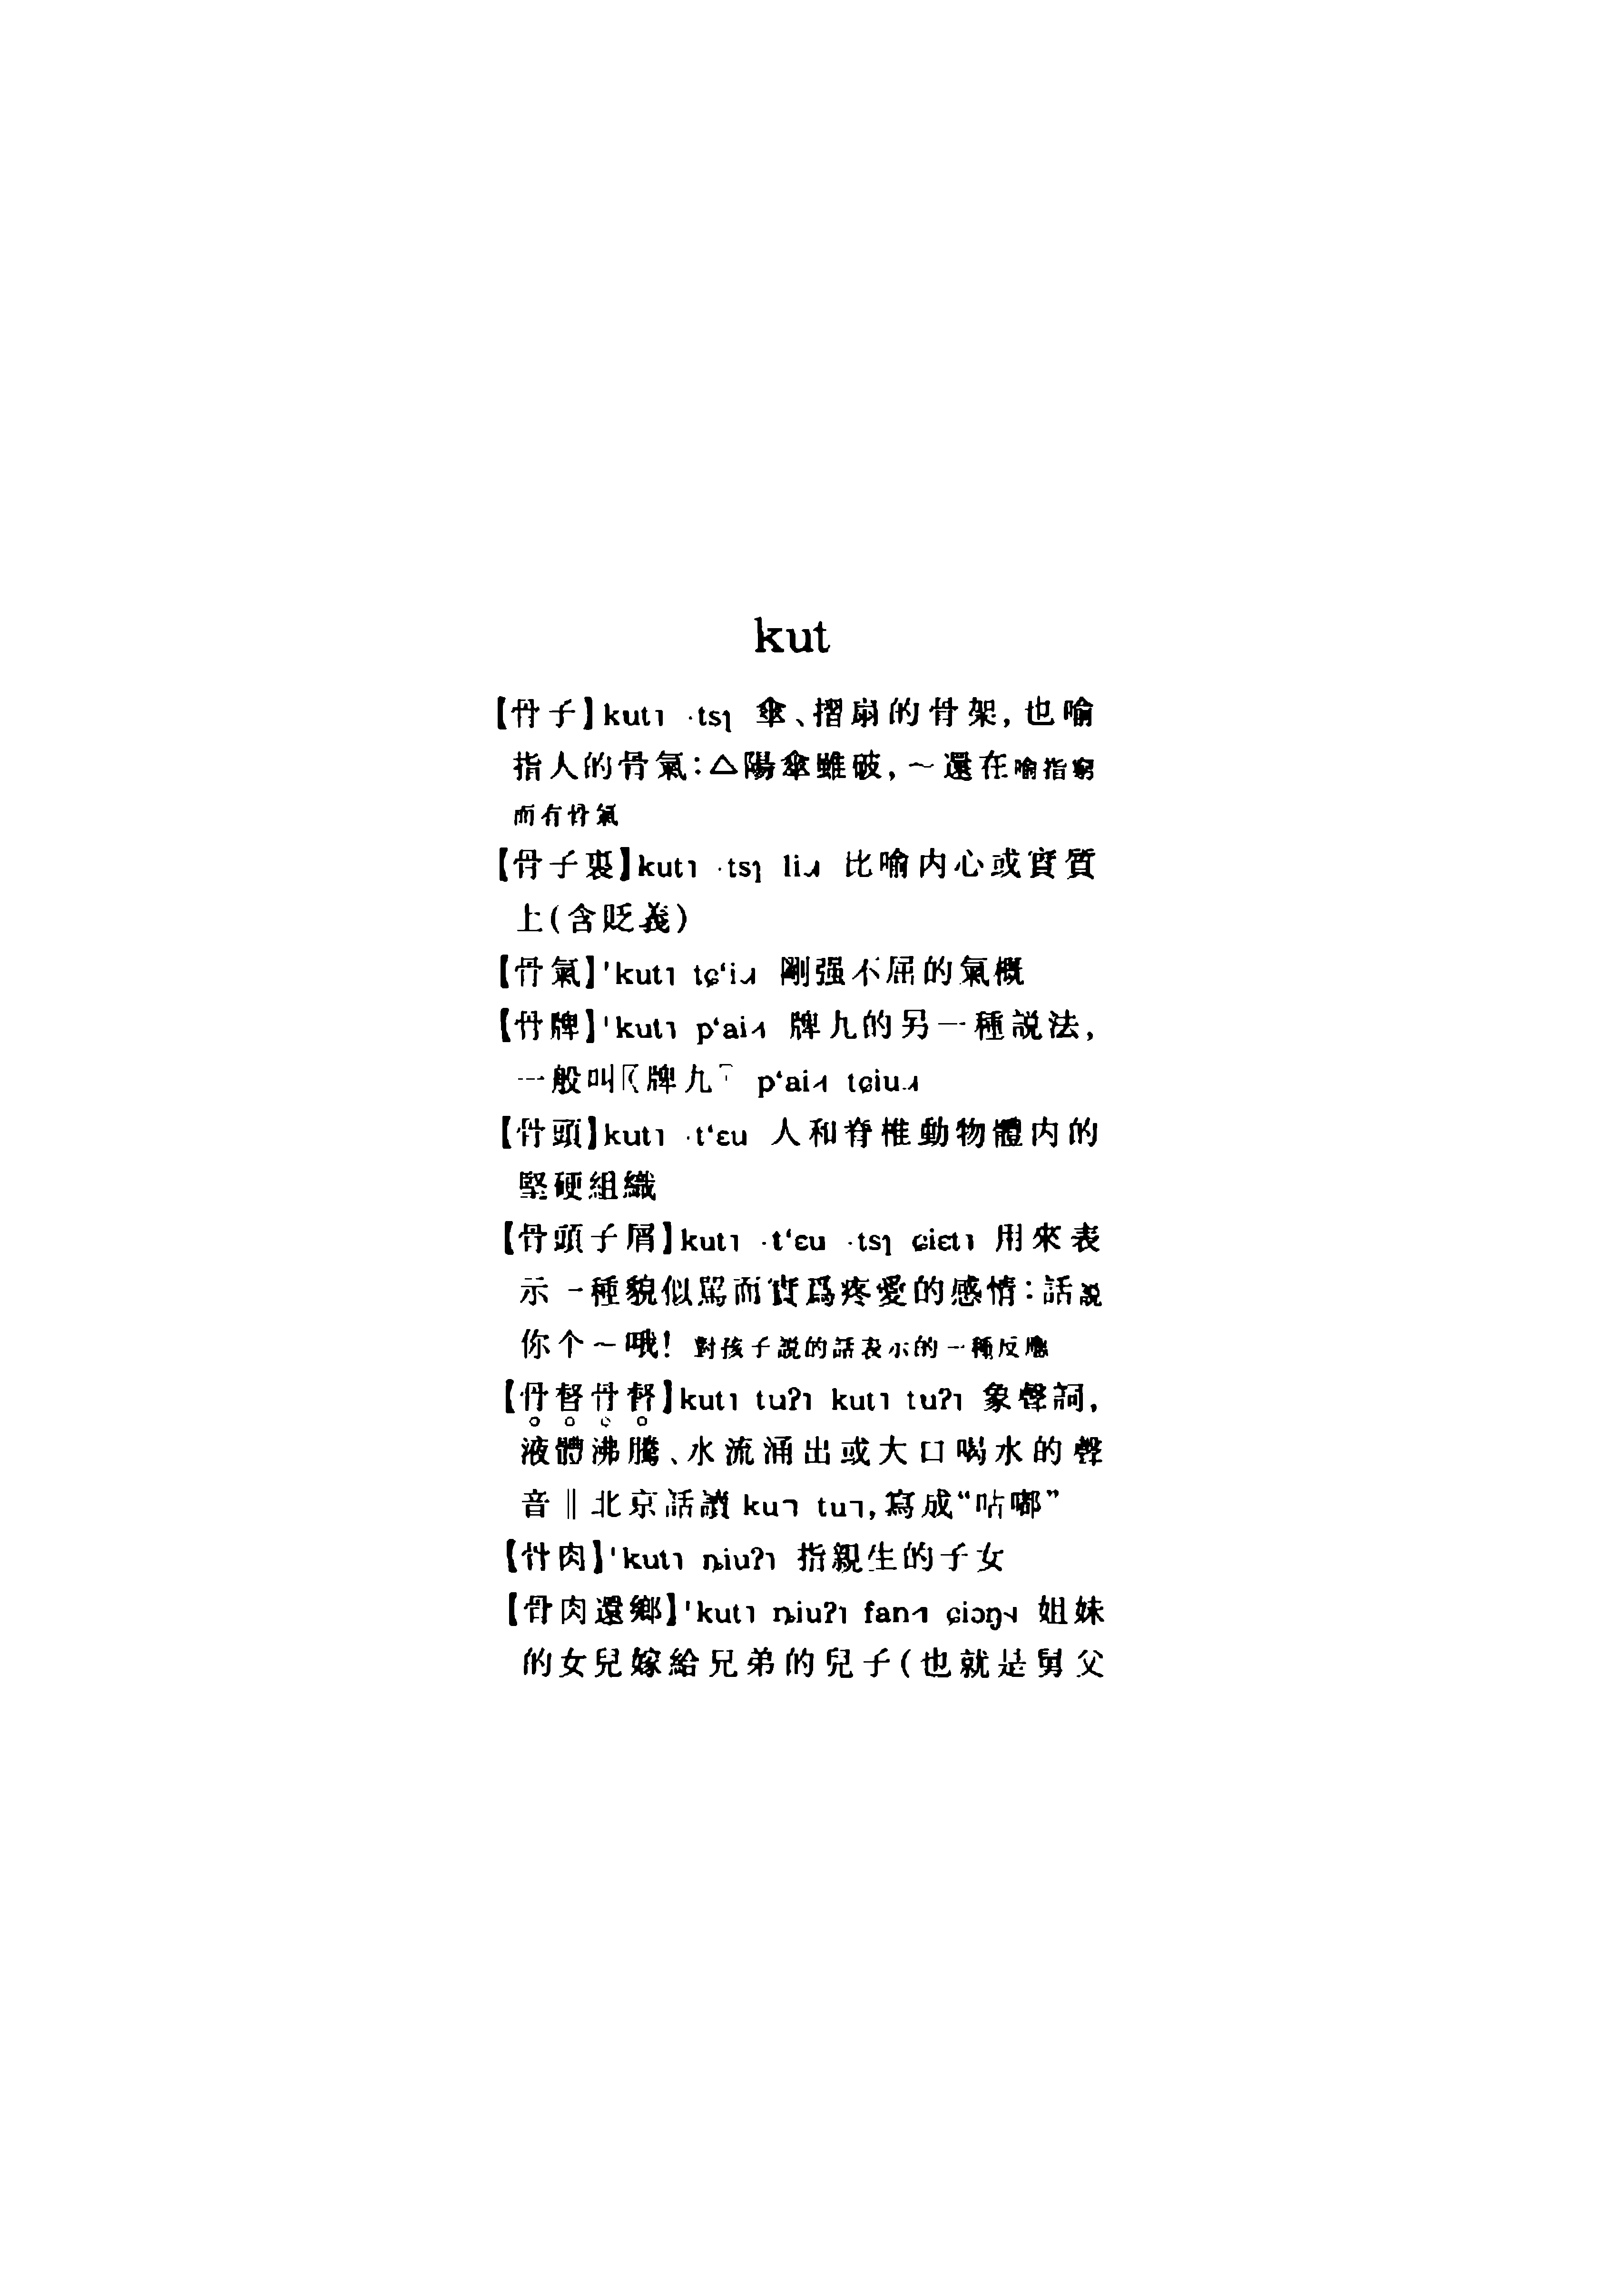 kut
【骨子】kut˥ ·tsɿ 傘、摺扇的骨架,也喻
指人的骨氣:△陽傘雖破,～還在喻指窮
而有骨氣
【骨子裏】kut˥ ·tsɿ li˨˩˧ 比喻内心或實質
上(含貶義)
【骨氣】'kut˥ tɕ‘i˨˩˧ 剛强不屈的氣概
【骨牌】'kut˥ p‘ai˧˥ 牌九的另一種説法,
一般叫〖牌九〗 p‘ai˧˥ tɕiu˨˩˧
【骨頭】kut˥ ·t‘ɛu 人和脊椎動物體内的
堅硬組織
【骨頭子屑】kut˥ ·t‘ɛu ·tsɿ ɕiɛt˥ 用來表
示一種貌似駡而實爲疼愛的感情:話説
你个～哦! 對孩子説的話表示的一種反應
【骨督骨督】kut˥ tuʔ˥ kut˥ tuʔ˥ 象聲詞,
液體沸騰、水流涌出或大口喝水的聲
音‖北京話讀 ku˥ tu˥,寫成“咕嘟”
【骨肉】'kut˥ ȵiuʔ˥ 指親生的子女
【骨肉還鄉】'kut˥ ȵiuʔ˥ fan˧˥ ɕiɔŋ 姐妹
的女兒嫁給兄弟的兒子(也就是舅父